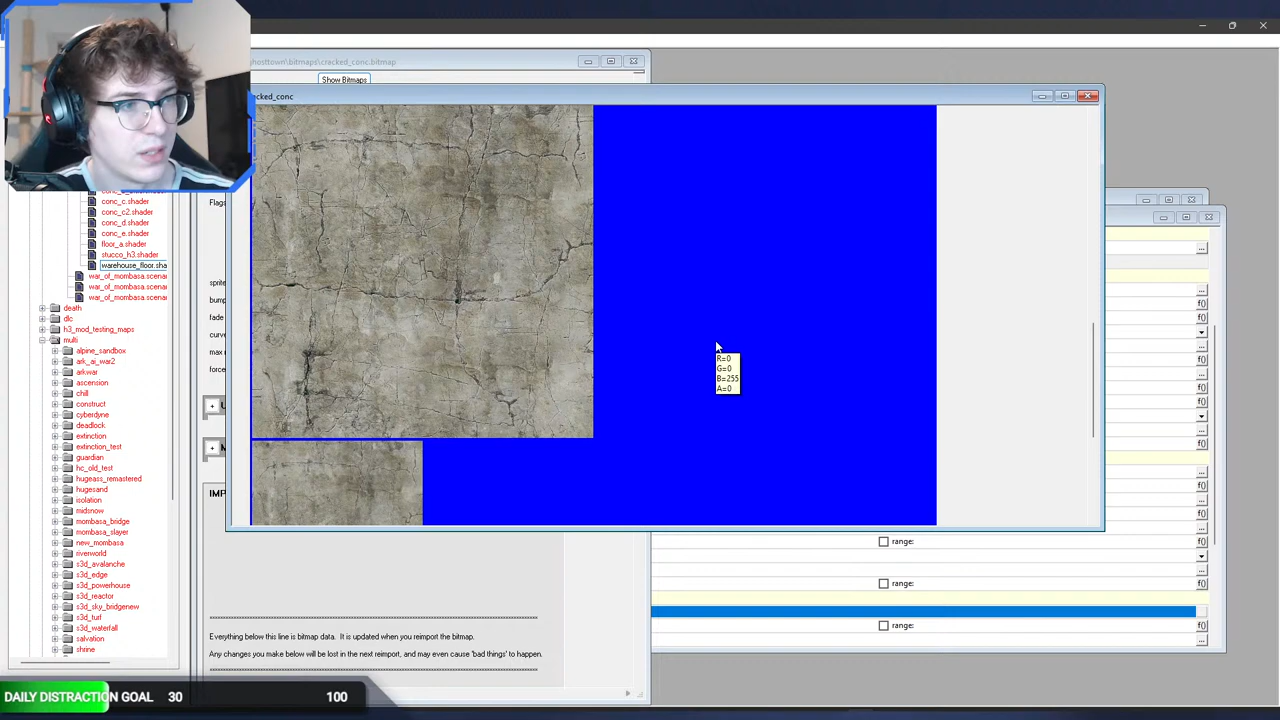 hosttown\bitmaps\cracked_conc.bitmap
Show Bitmaps
cked_conc
R=0
G=0
B=255
A=0
conc_c.shader
conc_c2.shader
conc_d.shader
conc_e.shader
floor_a.shader
stucco_h3.shader
warehouse_floor.sha
war_of_mombasa.scenar
war_of_mombasa.scenar
war_of_mombasa.scenar
death
dlc
h3_mod_testing_maps
multi
alpine_sandbox
ark_ai_war2
arkwar
ascension
chill
construct
cyberdyne
deadlock
extinction
extinction_test
guardian
hc_old_test
hugeass_remastered
hugesand
isolation
midsnow
mombasa_bridge
mombasa_slayer
new_mombasa
riverworld
s3d_avalanche
s3d_edge
s3d_powerhouse
s3d_reactor
s3d_sky_bridgenew
s3d_turf
s3d_waterfall
salvation
shrine
Flags
sprite
bump
fade
curve
max r
force
U
M
IMP
Everything below this line is bitmap data. It is updated when you reimport the bitmap.
Any changes you make below will be lost in the next reimport, and may even cause 'bad things' to happen.
... 
f()
range:
range:
range:
DAILY DISTRACTION GOAL 30 100